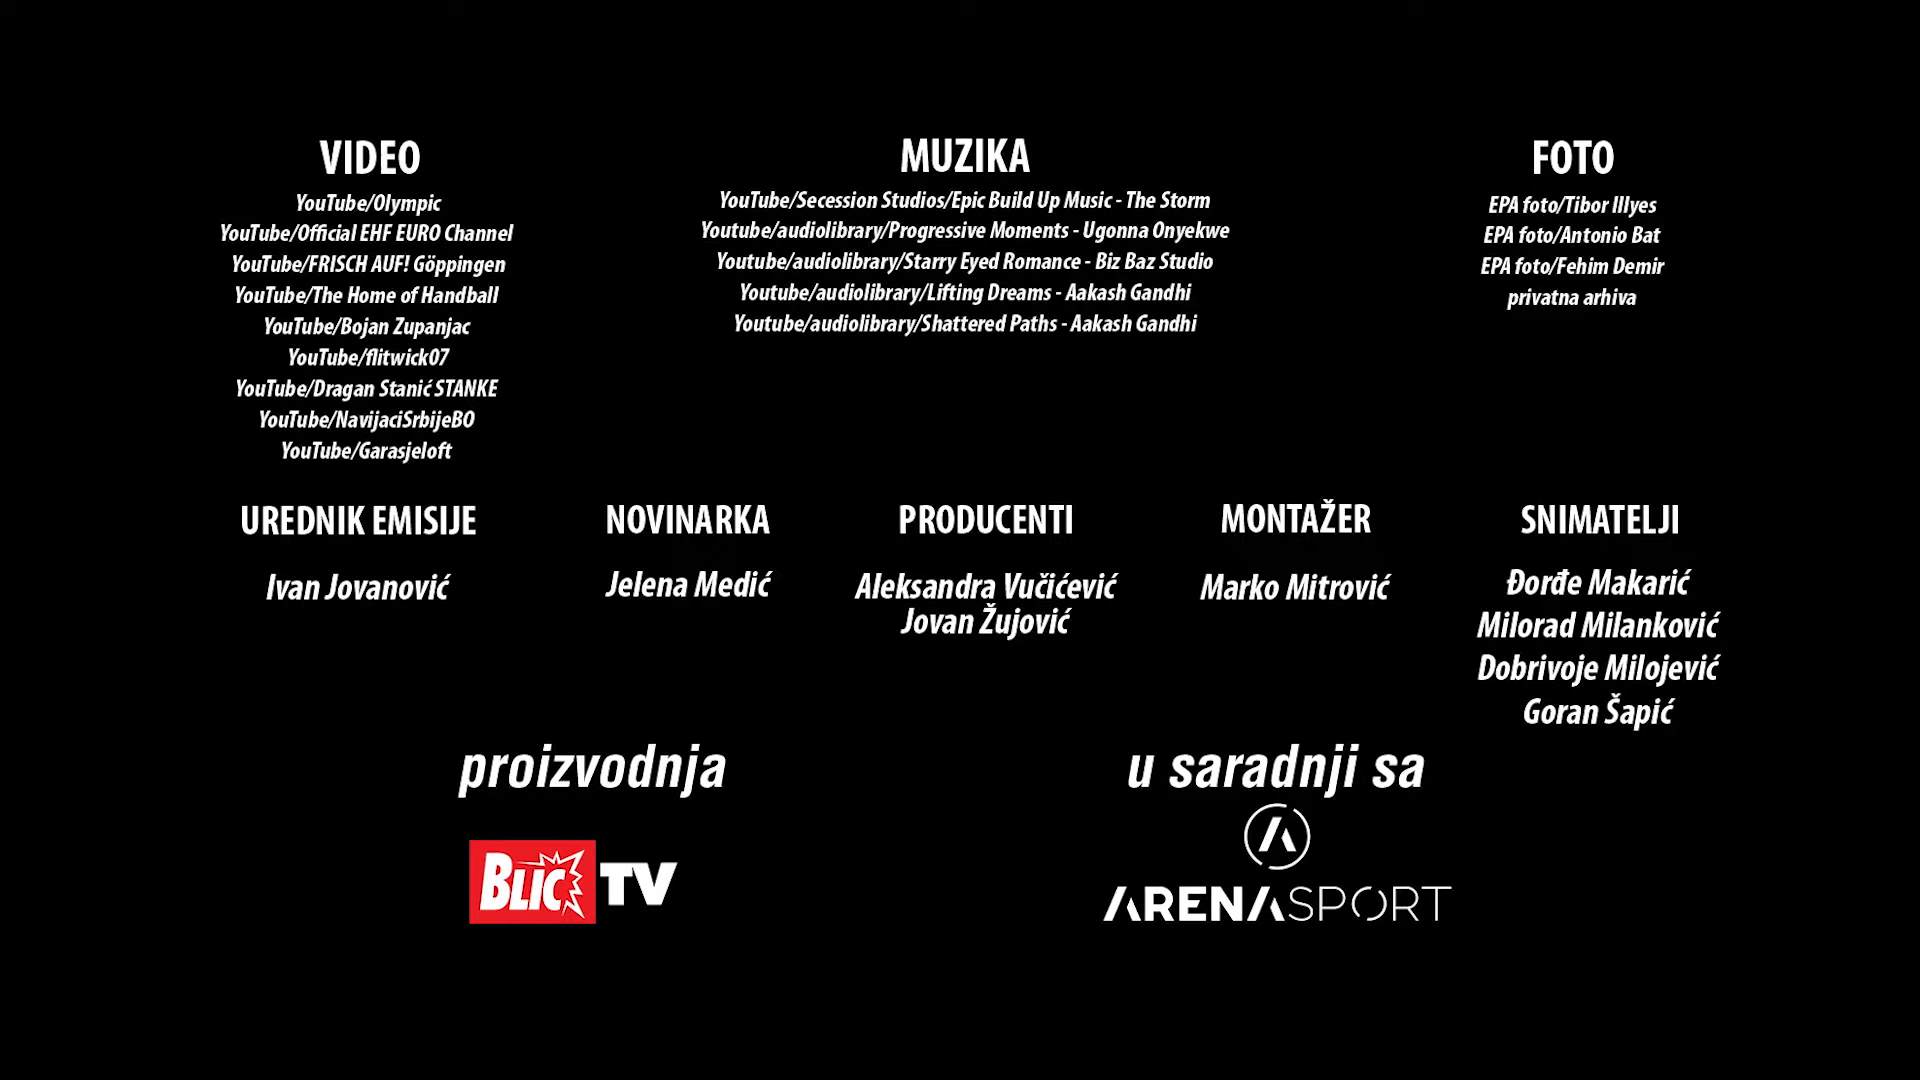 VIDEO
YouTube/Olympic
YouTube/Official EHF EURO Channel
YouTube/FRISCH AUF! Göppingen
YouTube/The Home of Handball
YouTube/Bojan Zupanjac
YouTube/flitwick07
YouTube/Dragan Stanić STANKE
YouTube/NavijaciSrbijeBO
YouTube/Garasjeloft
MUZIKA
YouTube/Secession Studios/Epic Build Up Music - The Storm
Youtube/audiolibrary/Progressive Moments - Ugonna Onyekwe
Youtube/audiolibrary/Starry Eyed Romance - Biz Baz Studio
Youtube/audiolibrary/Lifting Dreams - Aakash Gandhi
Youtube/audiolibrary/Shattered Paths - Aakash Gandhi
FOTO
EPA foto/Tibor Illyes
EPA foto/Antonio Bat
EPA foto/Fehim Demir
privatna arhiva
UREDNIK EMISIJE
Ivan Jovanović
NOVINARKA
Jelena Medić
PRODUCENTI
Aleksandra Vučićević
Jovan Žujović
MONTAŽER
Marko Mitrović
SNIMATELJI
Đorđe Makarić
Milorad Milanković
Dobrivoje Milojević
Goran Šapić
proizvodnja
BLIC TV
u saradnji sa
ARENASPORT